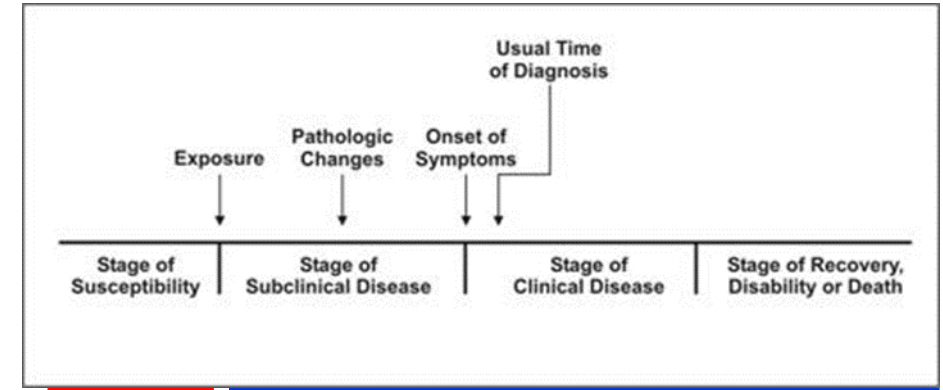 Usual Time
of Diagnosis
Pathologic
Changes
Onset of
Symptoms
Exposure
Stage of
Susceptibility
Stage of
Subclinical Disease
Stage of
Clinical Disease
Stage of Recovery,
Disability or Death